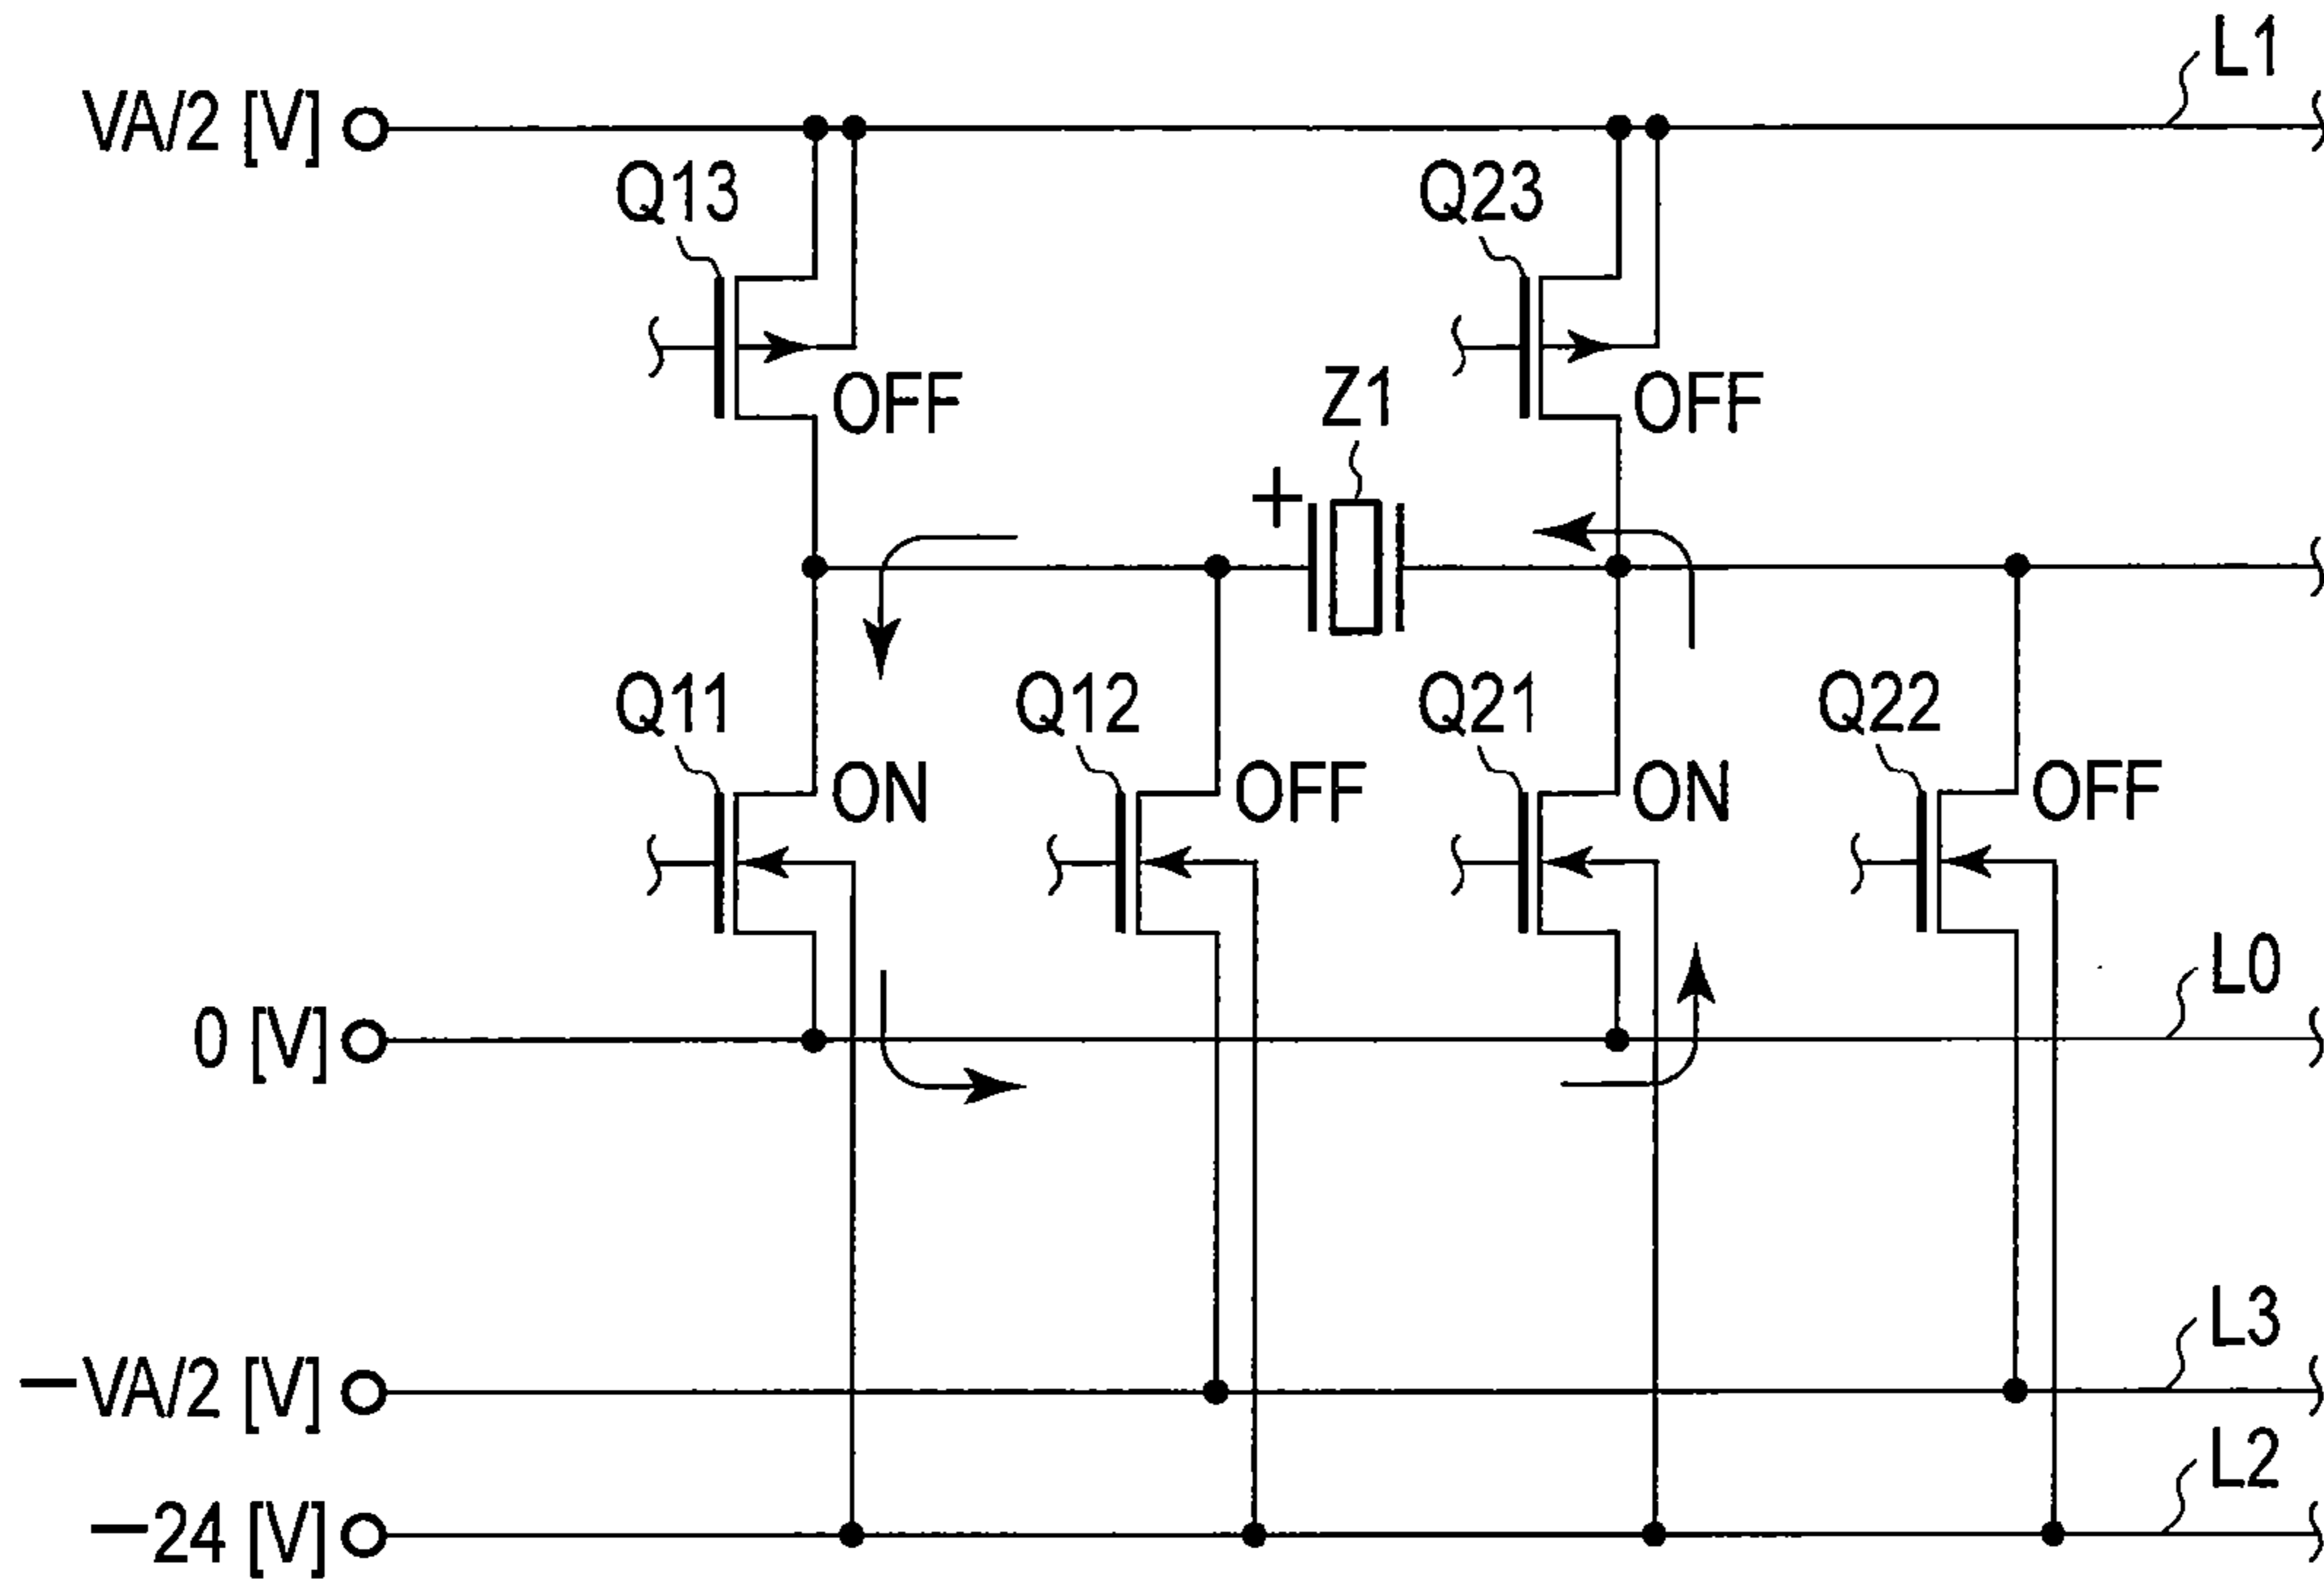 L1
VA/2 [V]
Q13
Q23
Z1
OFF
OFF
+
Q11
Q12
Q21
Q22
ON
OFF
ON
OFF
L0
0 [V]
L3
−VA/2 [V]
L2
−24 [V]